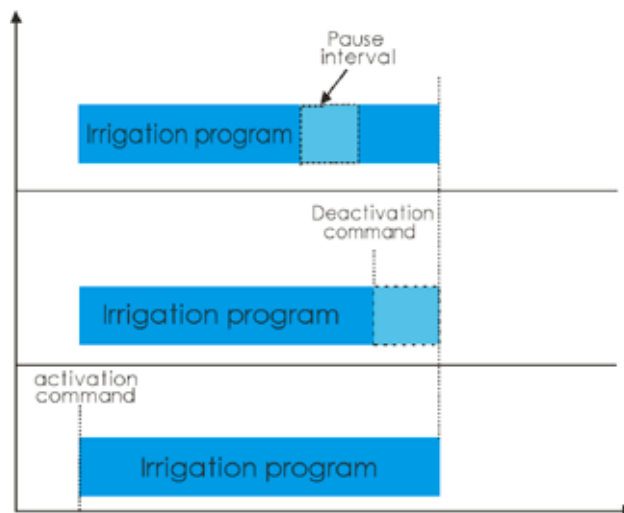 Pause
interval
Irrigation program
Deactivation
command
Irrigation program
activation
command
Irrigation program